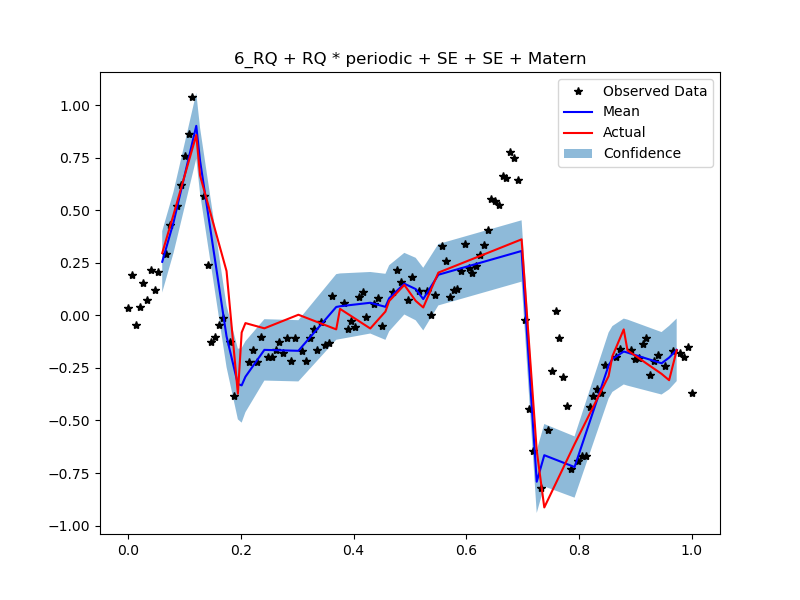 6_RQ + RQ * periodic + SE + SE + Matern
Observed Data
Mean
Actual
Confidence
1.00
0.75
0.50
0.25
0.00
−0.25
−0.50
−0.75
−1.00
0.0 0.2 0.4 0.6 0.8 1.0